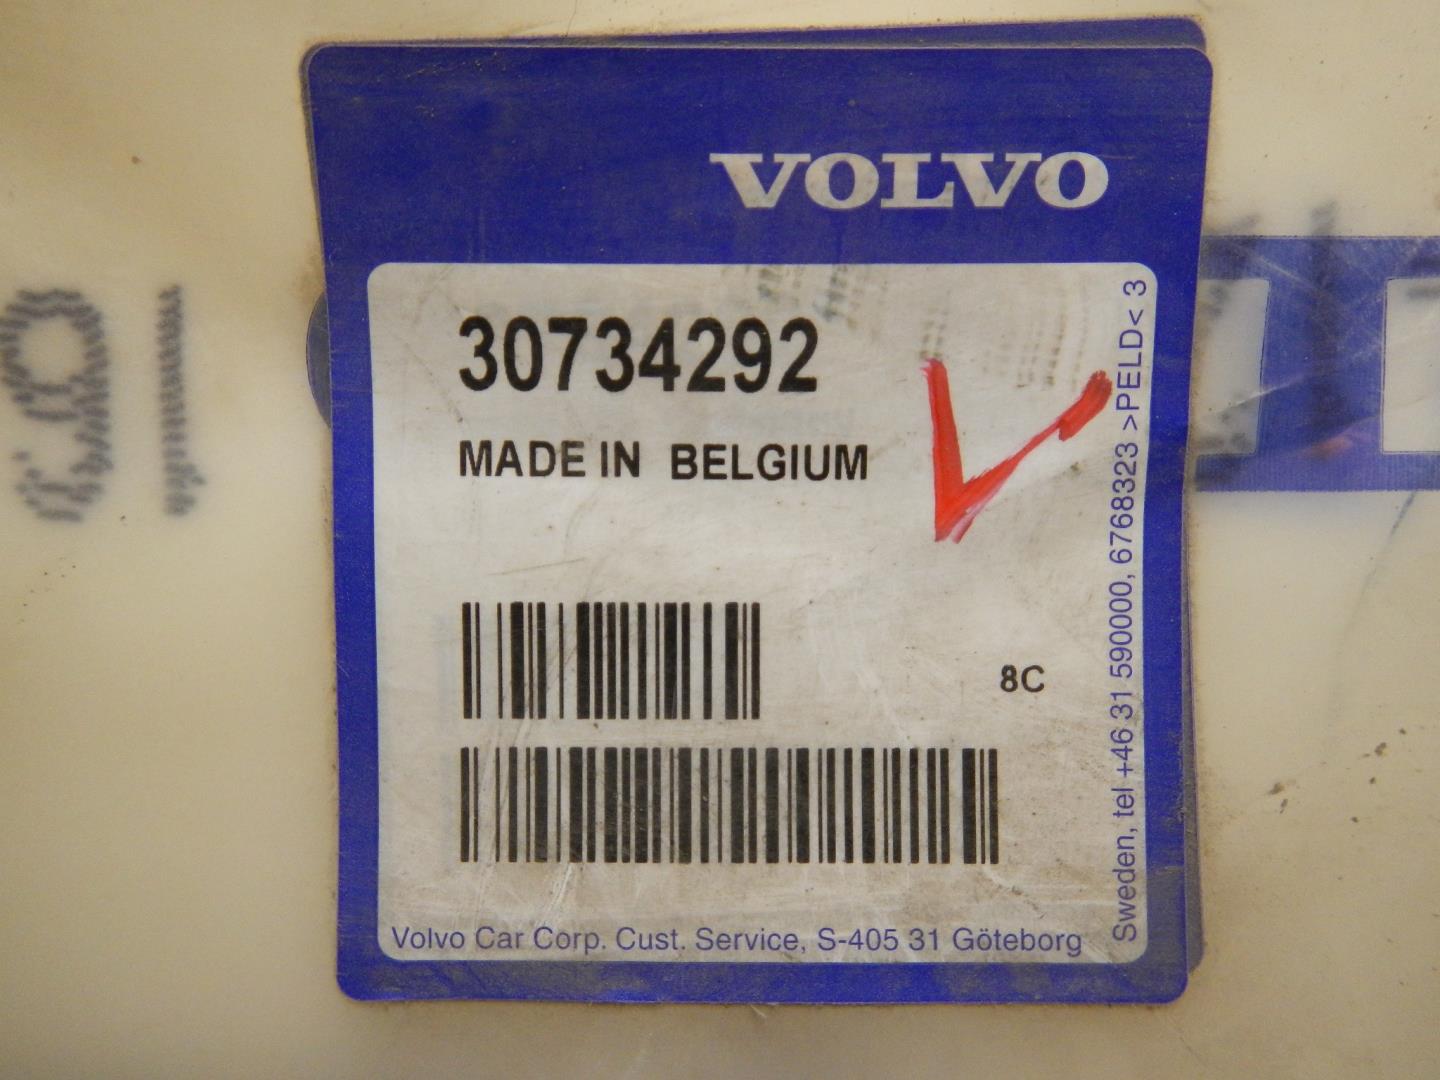 VOLVO
30734292
MADE IN BELGIUM
8C
Volvo Car Corp. Cust. Service, S-405 31 Göteborg
Sweden, tel +46 31 590000, 6768323 >PELD< 3